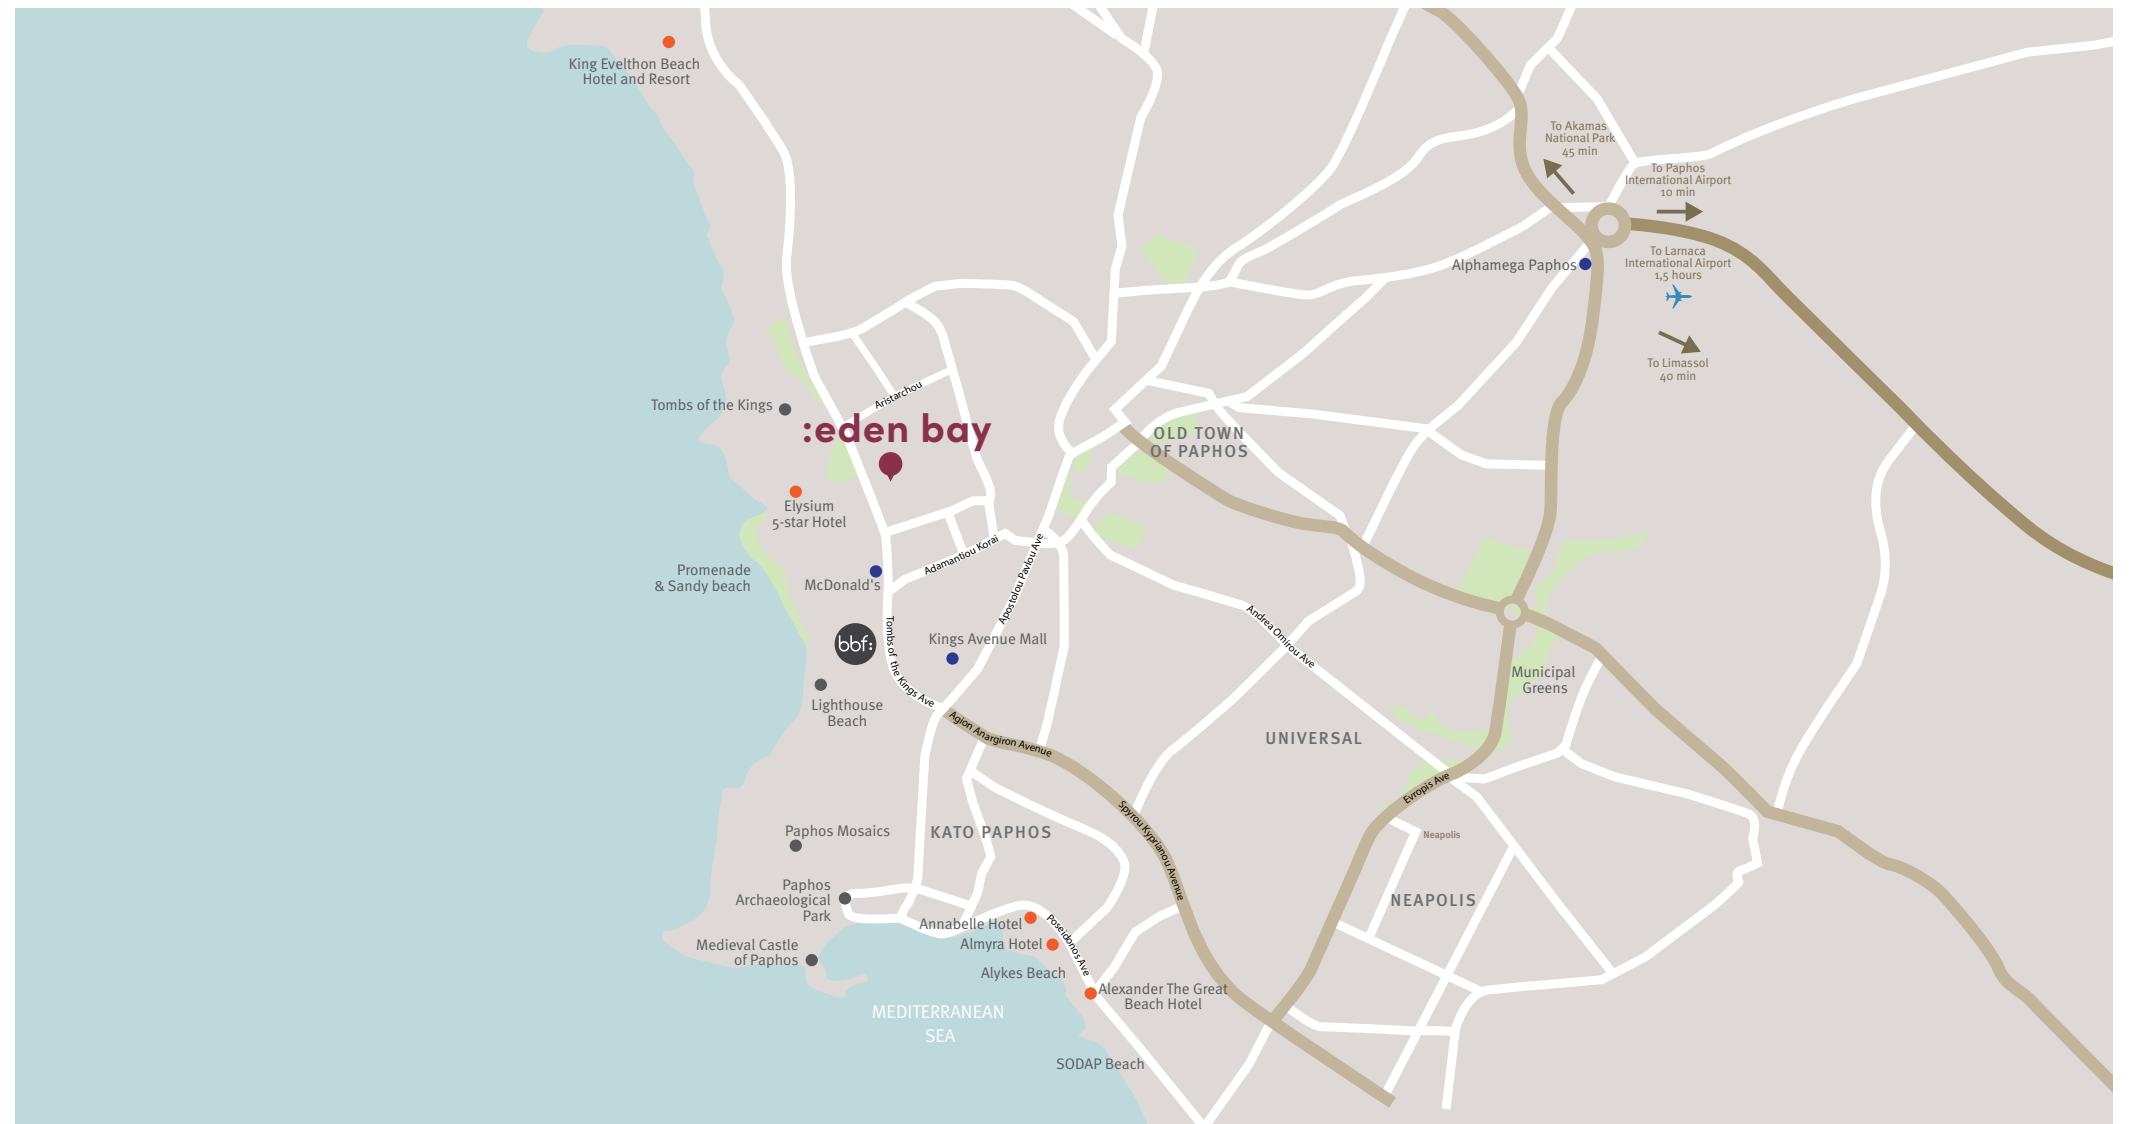 King Evelthon Beach
Hotel and Resort
To Akamas
National Park
45 min
To Paphos
International Airport
10 min
To Larnaca
International Airport
1,5 hours
Alphamega Paphos
To Limassol
40 min
Aristarchou
Tombs of the Kings
:eden bay
OLD TOWN
OF PAPHOS
Elysium
5-star Hotel
Adamantiou Korai
Apostolou Pavlou Ave
Promenade
& Sandy beach
McDonald's
bbf:
Kings Avenue Mall
Tombs of the Kings Ave
Andrea Omirou Ave
Municipal
Greens
Lighthouse
Beach
Agion Anargiron Avenue
UNIVERSAL
Evropis Ave
Spyrou Kyprianou Avenue
Paphos Mosaics
KATO PAPHOS
Neapolis
Paphos
Archaeological
Park
NEAPOLIS
Annabelle Hotel
Poseidonos Ave
Almyra Hotel
Medieval Castle
of Paphos
Alykes Beach
Alexander The Great
Beach Hotel
MEDITERRANEAN
SEA
SODAP Beach